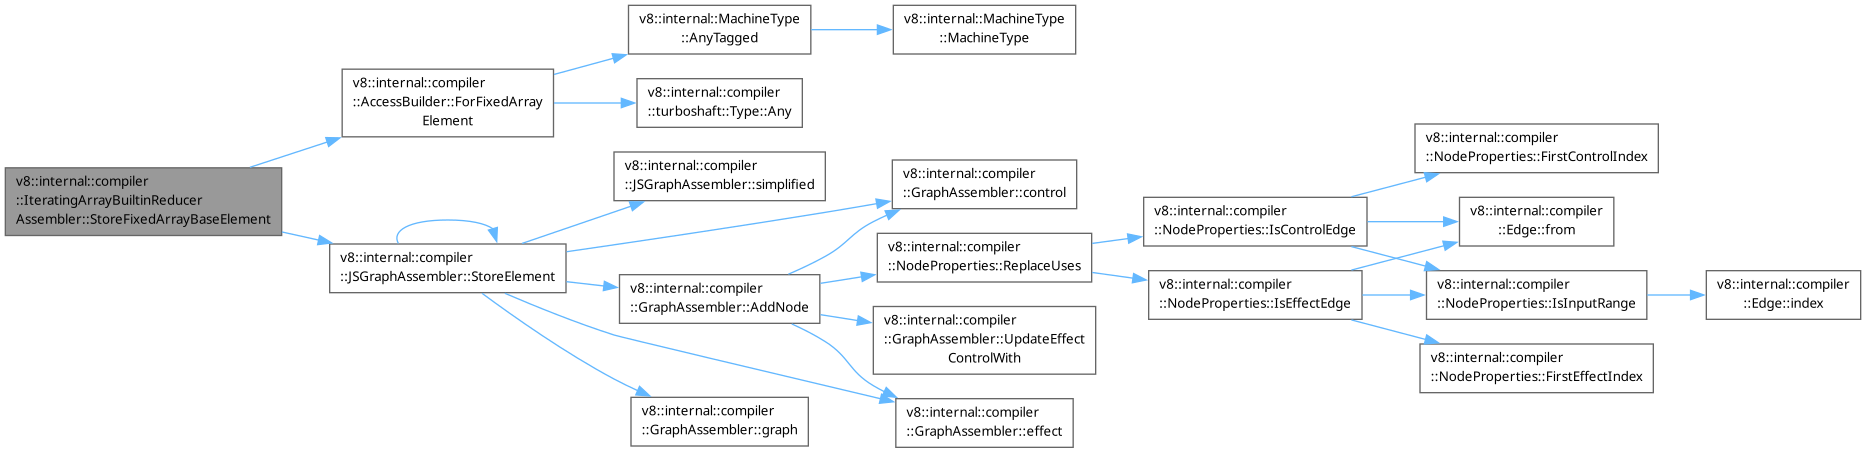 v8::internal::compiler
::IteratingArrayBuiltinReducer
Assembler::StoreFixedArrayBaseElement
v8::internal::compiler
::AccessBuilder::ForFixedArray
Element
v8::internal::MachineType
::AnyTagged
v8::internal::MachineType
::MachineType
v8::internal::compiler
::turboshaft::Type::Any
v8::internal::compiler
::JSGraphAssembler::StoreElement
v8::internal::compiler
::JSGraphAssembler::simplified
v8::internal::compiler
::GraphAssembler::control
v8::internal::compiler
::GraphAssembler::AddNode
v8::internal::compiler
::NodeProperties::ReplaceUses
v8::internal::compiler
::GraphAssembler::UpdateEffect
ControlWith
v8::internal::compiler
::GraphAssembler::graph
v8::internal::compiler
::GraphAssembler::effect
v8::internal::compiler
::NodeProperties::IsControlEdge
v8::internal::compiler
::NodeProperties::IsEffectEdge
v8::internal::compiler
::NodeProperties::FirstControlIndex
v8::internal::compiler
::Edge::from
v8::internal::compiler
::NodeProperties::IsInputRange
v8::internal::compiler
::Edge::index
v8::internal::compiler
::NodeProperties::FirstEffectIndex